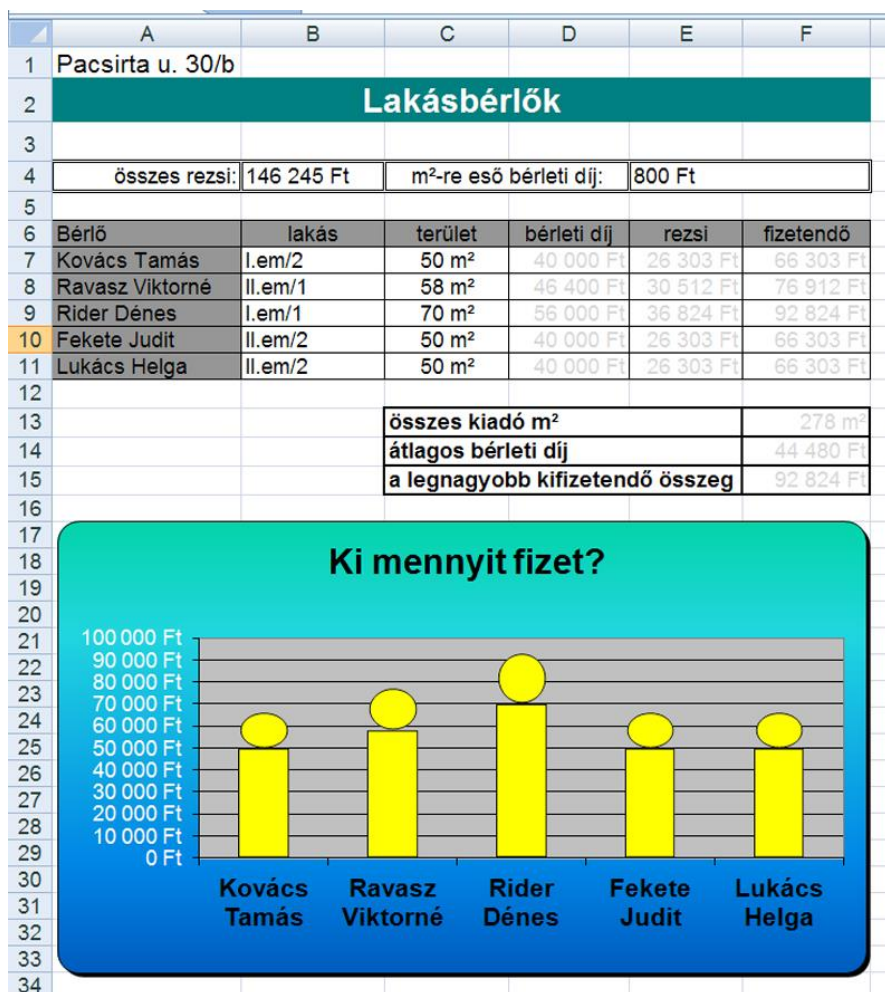 A B C D E F
1 Pacsirta u. 30/b
2 Lakásbérlők
3
4 összes rezsi: 146 245 Ft m²-re eső bérleti díj: 800 Ft
5
6 Bérlő lakás terület bérleti díj rezsi fizetendő
7 Kovács Tamás I.em/2 50 m² 40 000 Ft 26 303 Ft 66 303 Ft
8 Ravasz Viktorné II.em/1 58 m² 46 400 Ft 30 512 Ft 76 912 Ft
9 Rider Dénes I.em/1 70 m² 56 000 Ft 36 824 Ft 92 824 Ft
10 Fekete Judit II.em/2 50 m² 40 000 Ft 26 303 Ft 66 303 Ft
11 Lukács Helga II.em/2 50 m² 40 000 Ft 26 303 Ft 66 303 Ft
12
13 összes kiadó m² 278 m²
14 átlagos bérleti díj 44 480 Ft
15 a legnagyobb kifizetendő összeg 92 824 Ft
16
17
18 Ki mennyit fizet?
19
20
21 100 000 Ft
22 90 000 Ft
23 80 000 Ft
70 000 Ft
24 60 000 Ft
25 50 000 Ft
26 40 000 Ft
27 30 000 Ft
20 000 Ft
28 10 000 Ft
29 0 Ft
30 Kovács Ravasz Rider Fekete Lukács
31 Tamás Viktorné Dénes Judit Helga
32
33
34